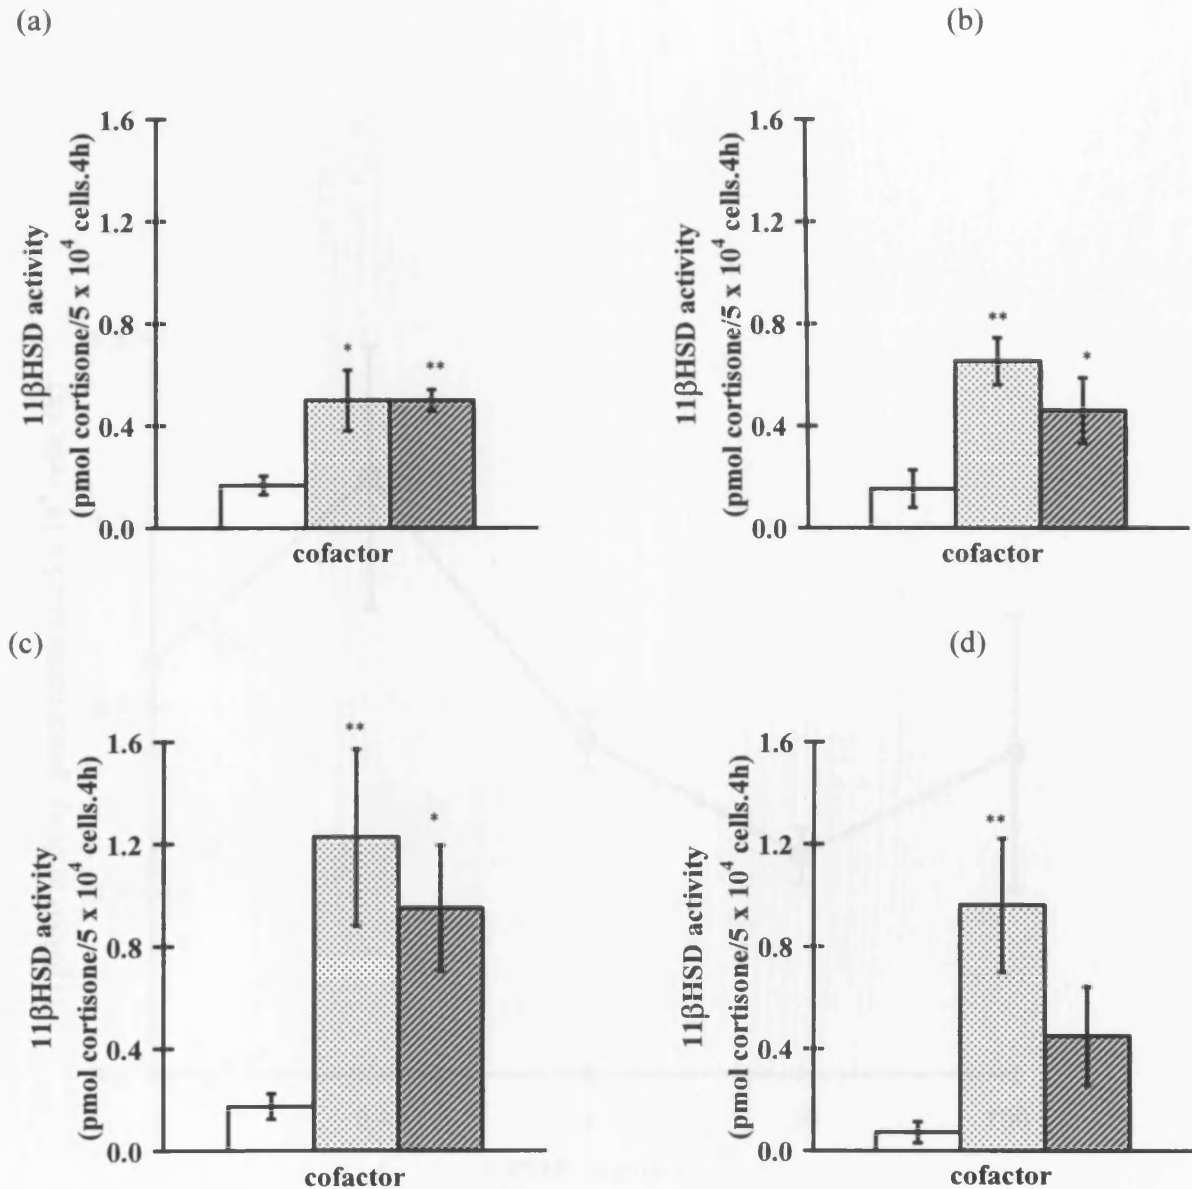 (a)
11βHSD activity
(pmol cortisone/5 x 10⁴ cells.4h)
1.6
1.2
0.8
0.4
0.0
*
**
cofactor
(b)
11βHSD activity
(pmol cortisone/5 x 10⁴ cells.4h)
1.6
1.2
0.8
0.4
0.0
**
*
cofactor
(c)
11βHSD activity
(pmol cortisone/5 x 10⁴ cells.4h)
1.6
1.2
0.8
0.4
0.0
**
*
cofactor
(d)
11βHSD activity
(pmol cortisone/5 x 10⁴ cells.4h)
1.6
1.2
0.8
0.4
0.0
**
cofactor